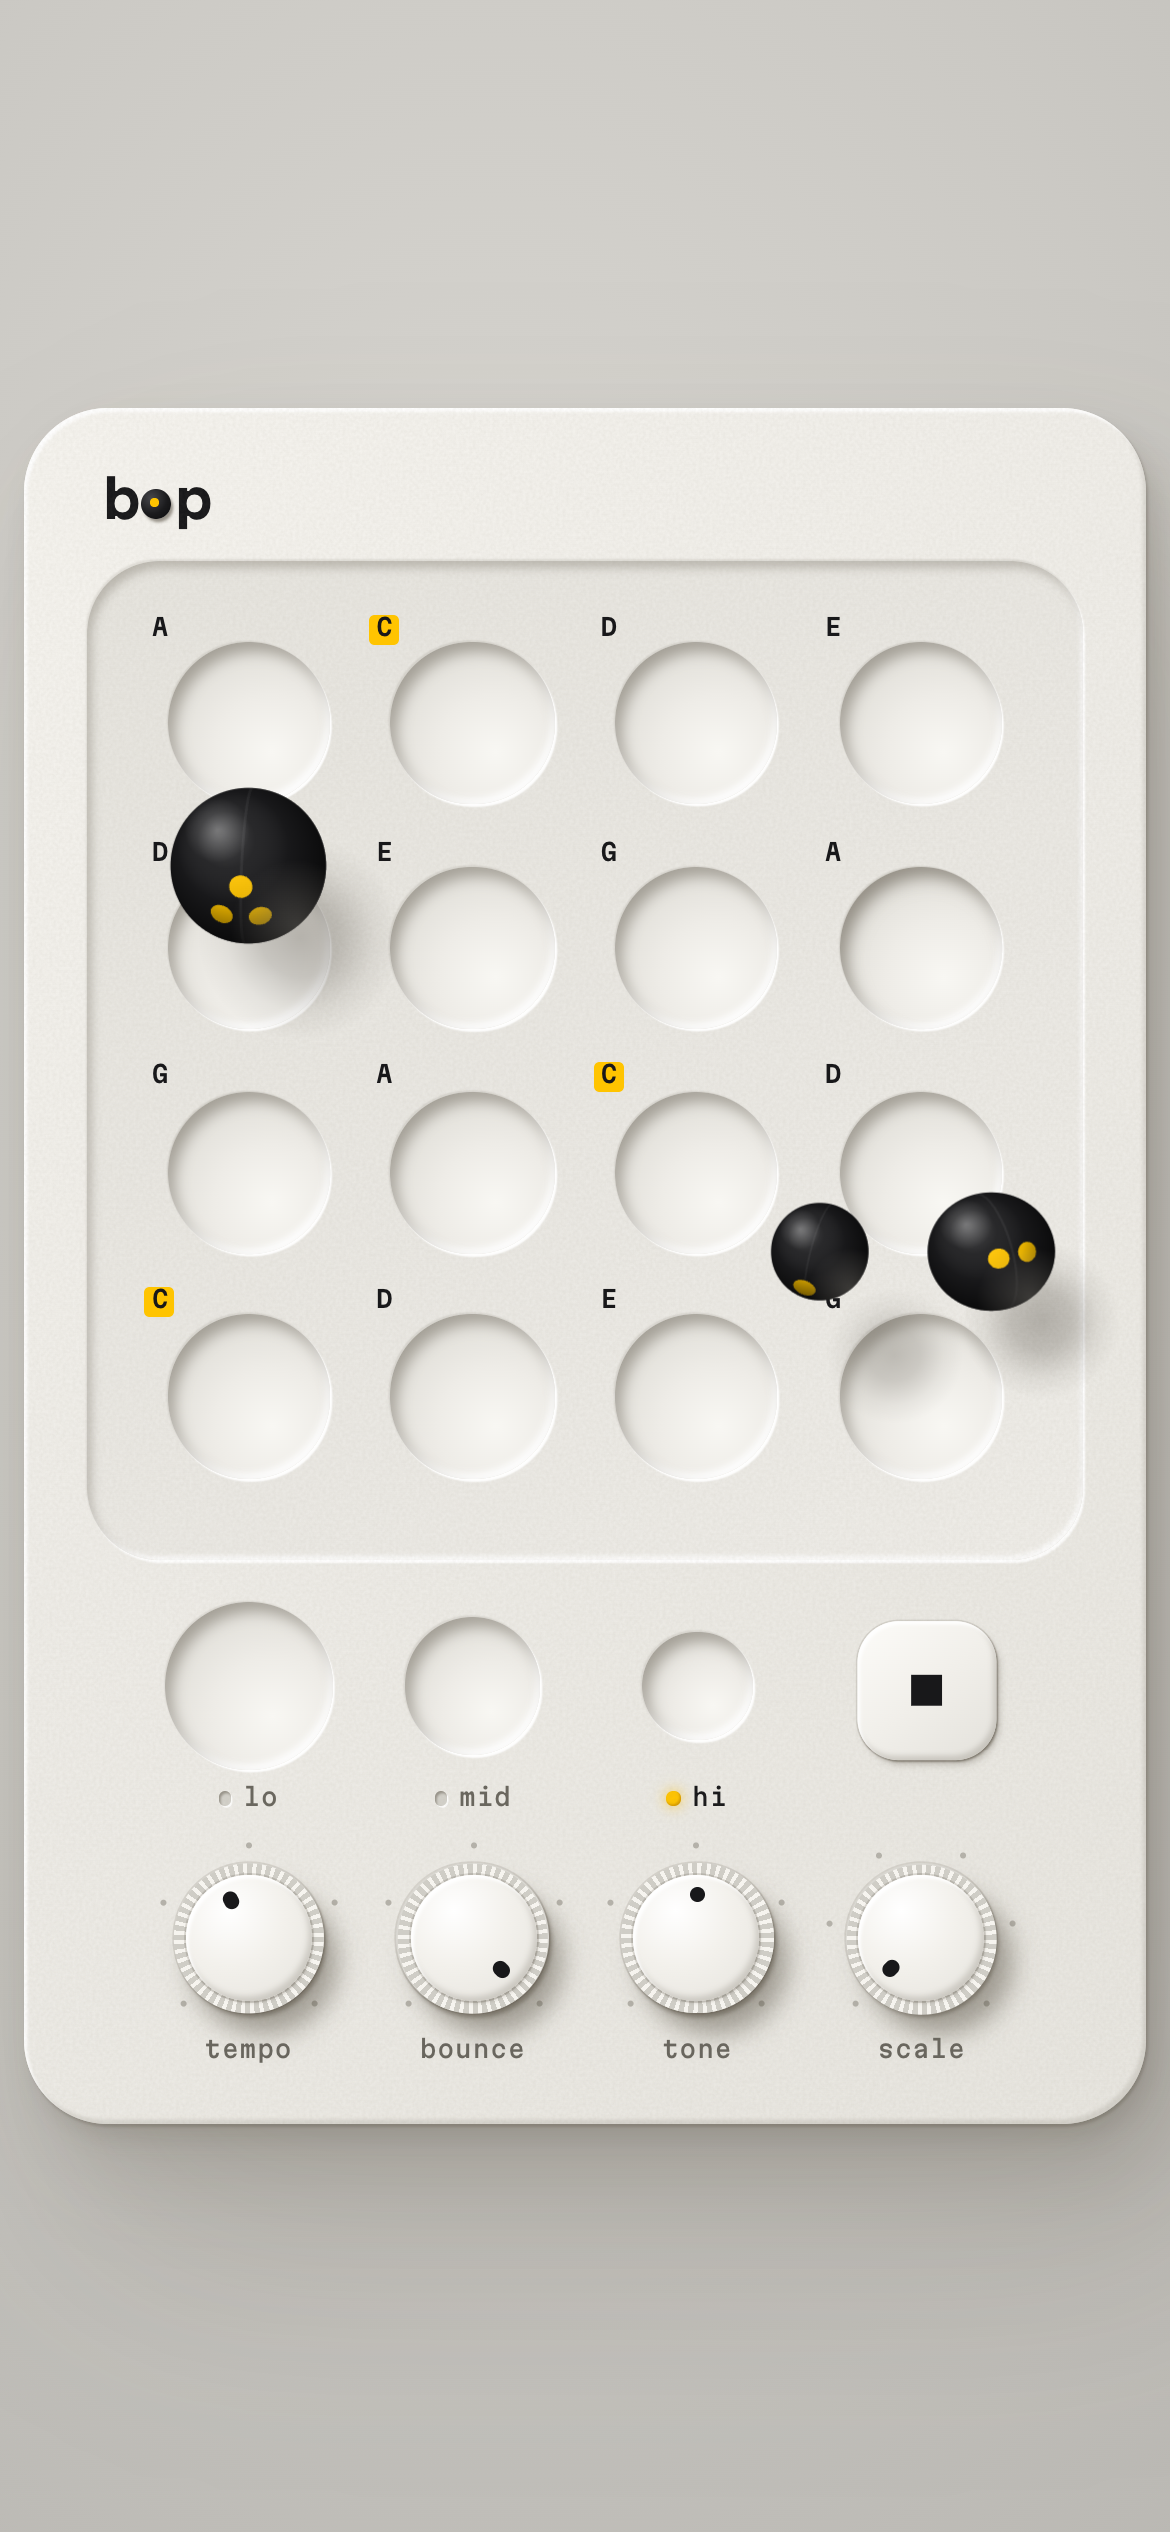 bop
A C D E
D E G A
G A C D
C D E G
lo mid hi
tempo bounce tone scale